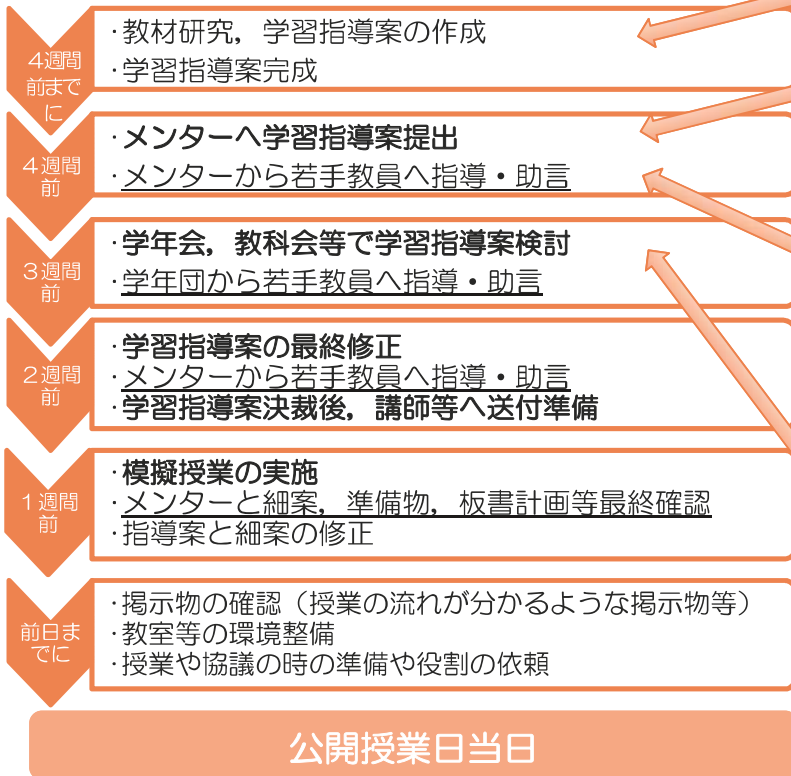 4週間
前まで
に
·教材研究，学習指導案の作成
·学習指導案完成
4週間
前
·メンターへ学習指導案提出
·メンターから若手教員へ指導・助言
3週間
前
·学年会，教科会等で学習指導案検討
·学年団から若手教員へ指導・助言
2週間
前
·学習指導案の最終修正
·メンターから若手教員へ指導・助言
·学習指導案決裁後，講師等へ送付準備
1週間
前
·模擬授業の実施
·メンターと細案，準備物，板書計画等最終確認
·指導案と細案の修正
前日ま
でに
·掲示物の確認（授業の流れが分かるような掲示物等）
·教室等の環境整備
·授業や協議の時の準備や役割の依頼
公開授業日当日